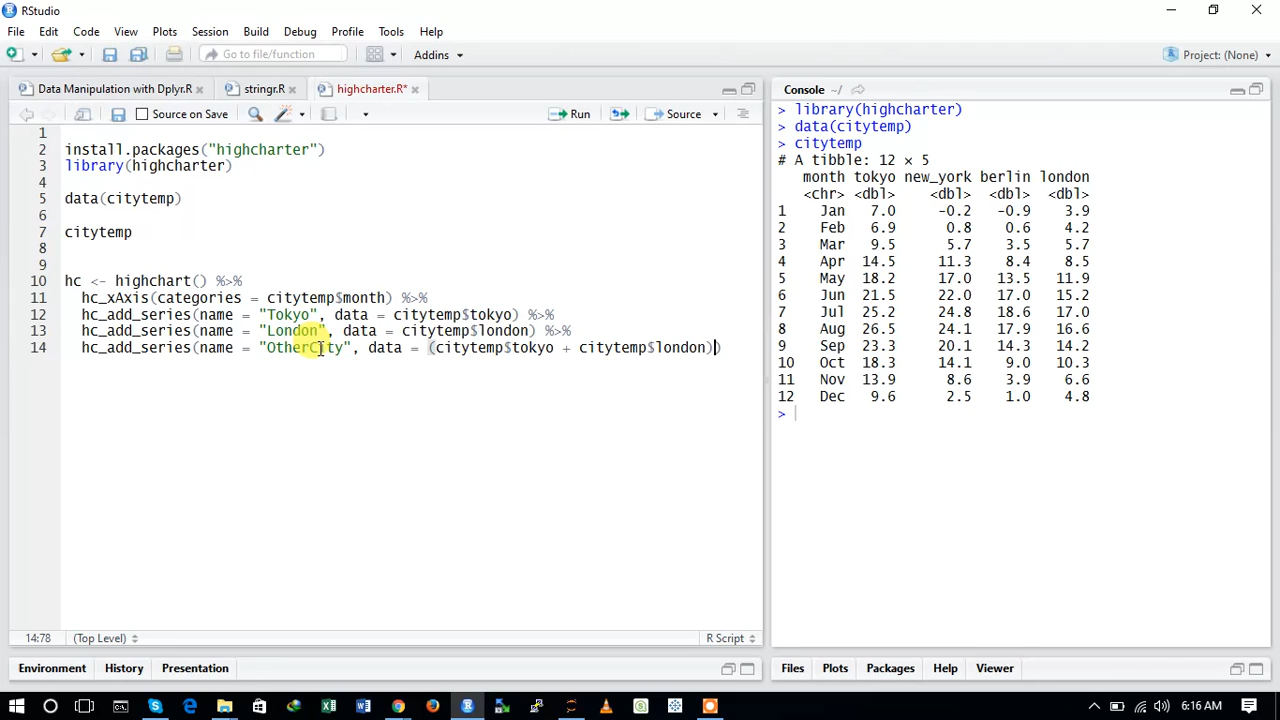 RStudio
File Edit Code View Plots Session Build Debug Profile Tools Help
Go to file/function Addins Project: (None)
Data Manipulation with Dplyr.R stringr.R highcharter.R*
Source on Save Run Source
1
2 install.packages("highcharter")
3 library(highcharter)
4
5 data(citytemp)
6
7 citytemp
8
9
10 hc <- highchart() %>%
11 hc_xAxis(categories = citytemp$month) %>%
12 hc_add_series(name = "Tokyo", data = citytemp$tokyo) %>%
13 hc_add_series(name = "London", data = citytemp$london) %>%
14 hc_add_series(name = "OtherCity", data = (citytemp$tokyo + citytemp$london))
14:78 (Top Level) R Script
Environment History Presentation
Console ~/
> library(highcharter)
> data(citytemp)
> citytemp
# A tibble: 12 × 5
month tokyo new_york berlin london
<chr> <dbl> <dbl> <dbl> <dbl>
1 Jan 7.0 -0.2 -0.9 3.9
2 Feb 6.9 0.8 0.6 4.2
3 Mar 9.5 5.7 3.5 5.7
4 Apr 14.5 11.3 8.4 8.5
5 May 18.2 17.0 13.5 11.9
6 Jun 21.5 22.0 17.0 15.2
7 Jul 25.2 24.8 18.6 17.0
8 Aug 26.5 24.1 17.9 16.6
9 Sep 23.3 20.1 14.3 14.2
10 Oct 18.3 14.1 9.0 10.3
11 Nov 13.9 8.6 3.9 6.6
12 Dec 9.6 2.5 1.0 4.8
>
Files Plots Packages Help Viewer
6:16 AM